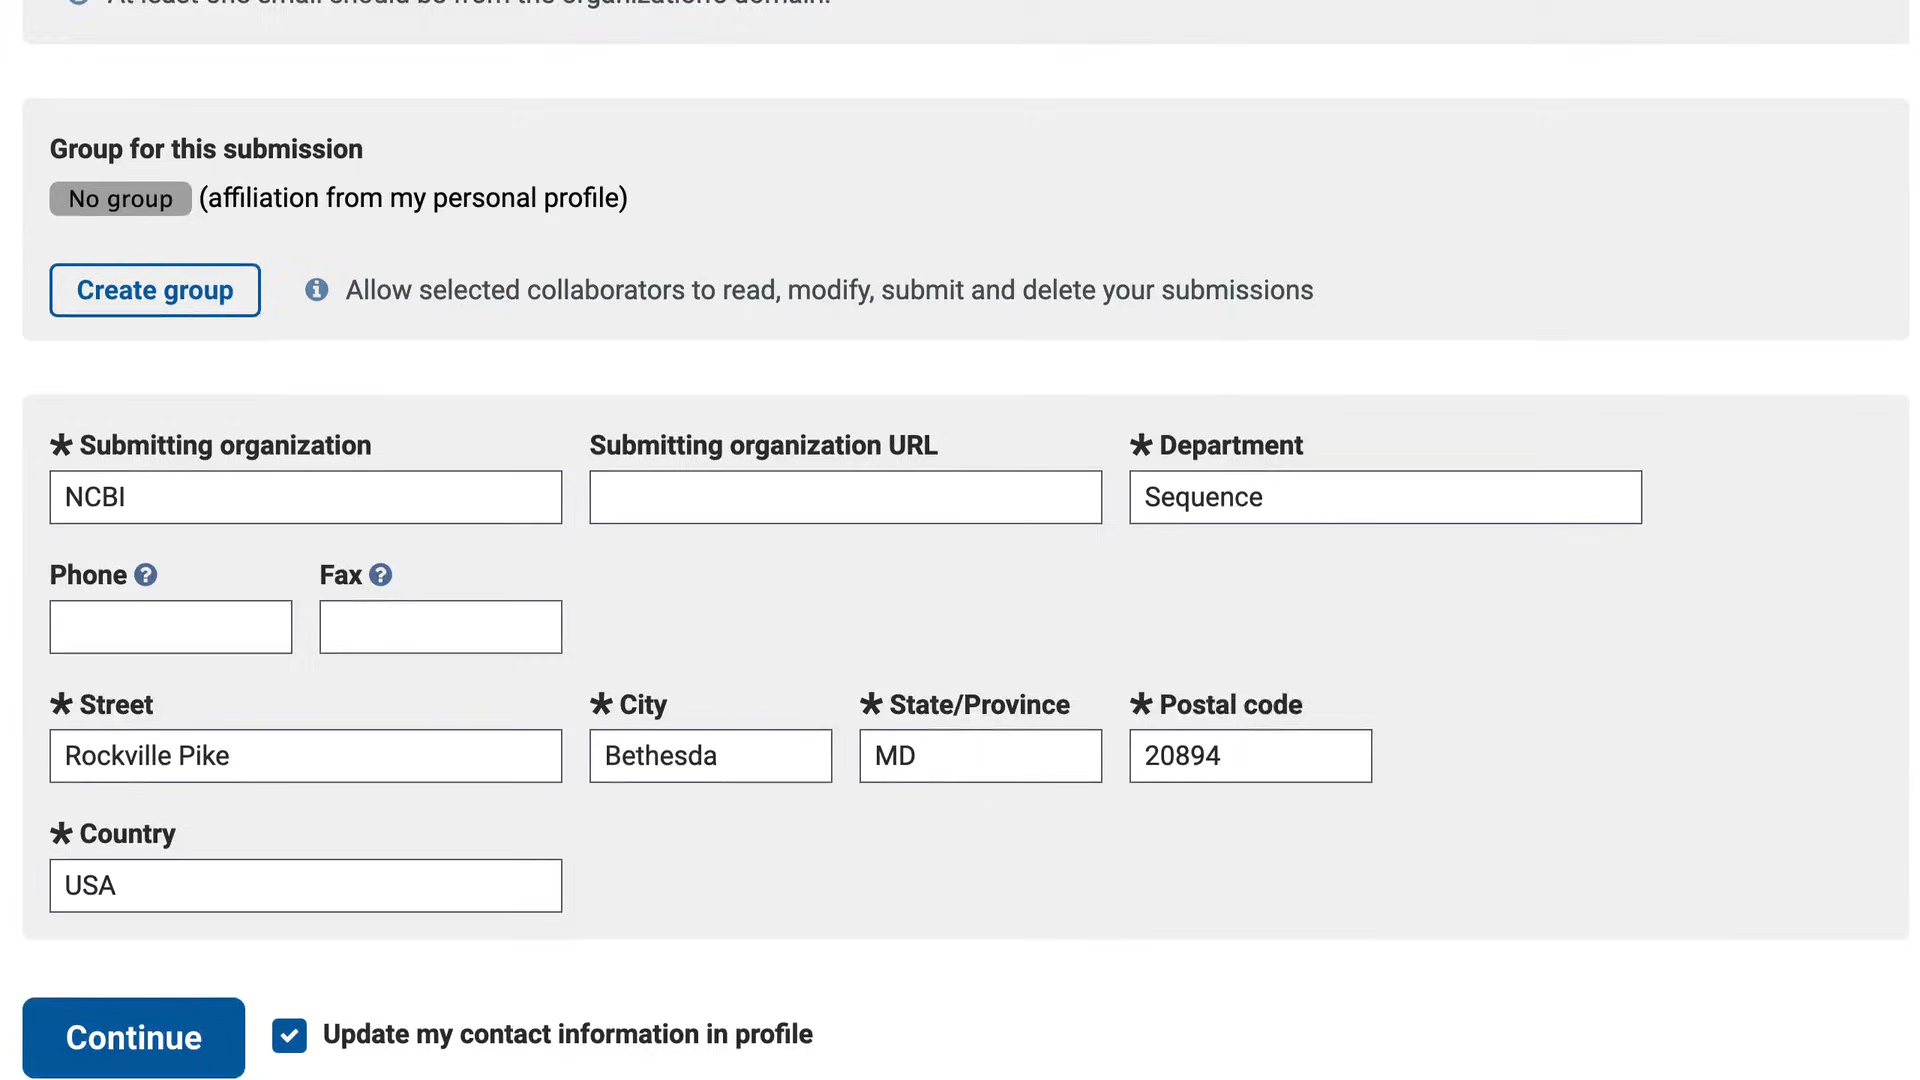 At least one email should be from the organization's domain.
Group for this submission
No group (affiliation from my personal profile)
Create group Allow selected collaborators to read, modify, submit and delete your submissions
* Submitting organization Submitting organization URL * Department
NCBI Sequence
Phone ? Fax ?
* Street * City * State/Province * Postal code
Rockville Pike Bethesda MD 20894
* Country
USA
Continue Update my contact information in profile